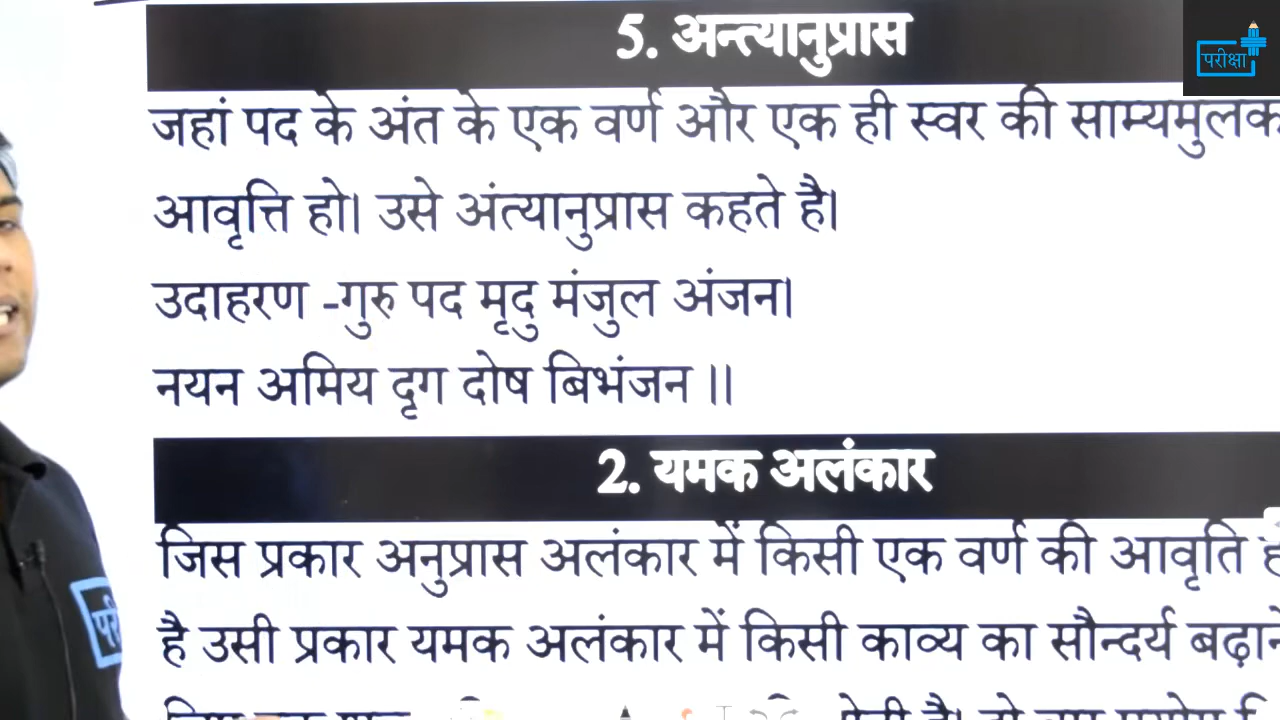 5. अन्त्यानुप्रास
परीक्षा
जहां पद के अंत के एक वर्ण और एक ही स्वर की साम्यमुलक
आवृत्ति हो। उसे अंत्यानुप्रास कहते है।
उदाहरण -गुरु पद मृदु मंजुल अंजन।
नयन अमिय दृग दोष बिभंजन ।।
2. यमक अलंकार
जिस प्रकार अनुप्रास अलंकार में किसी एक वर्ण की आवृति
है उसी प्रकार यमक अलंकार में किसी काव्य का सौन्दर्य